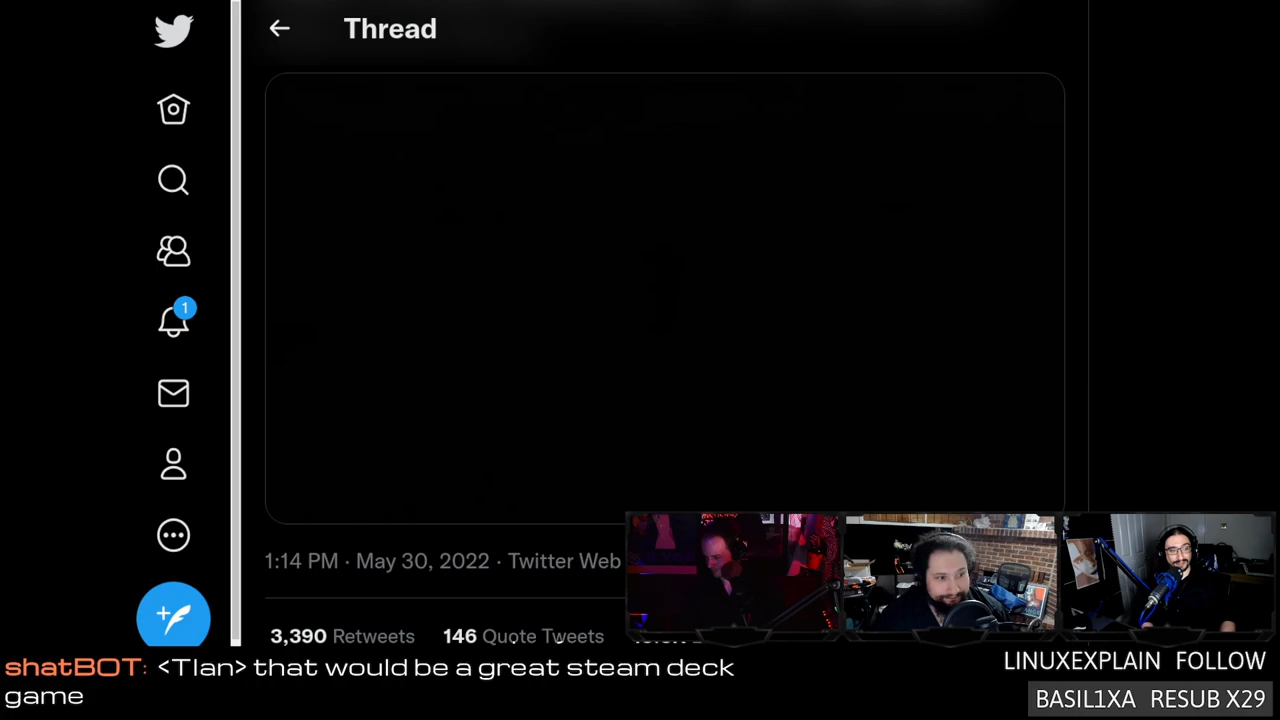 Thread
1
1:14 PM · May 30, 2022 · Twitter Web
3,390 Retweets 146 Quote Tweets
shatBOT: <Tlan> that would be a great steam deck
game
LINUXEXPLAIN FOLLOW
BASIL1XA RESUB X29